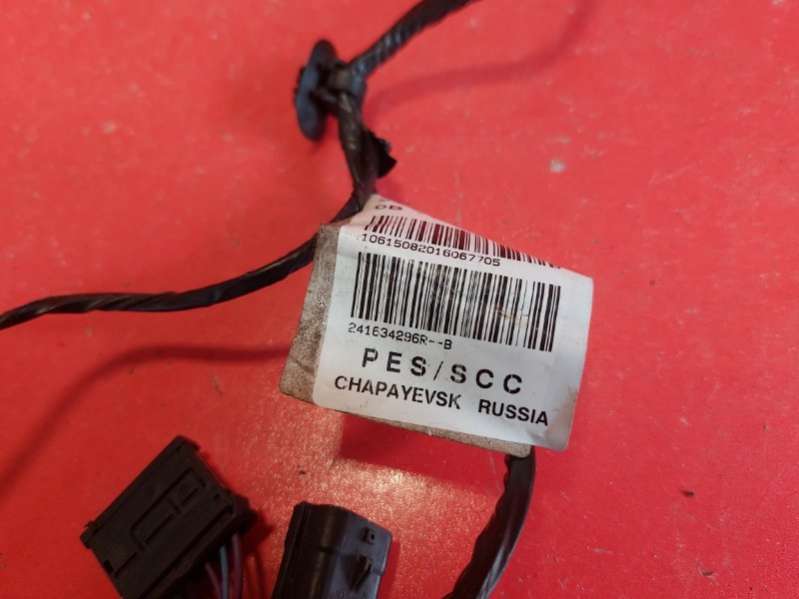 10615082016067705
241634296R--B
PES/SCC
CHAPAYEVSK RUSSIA